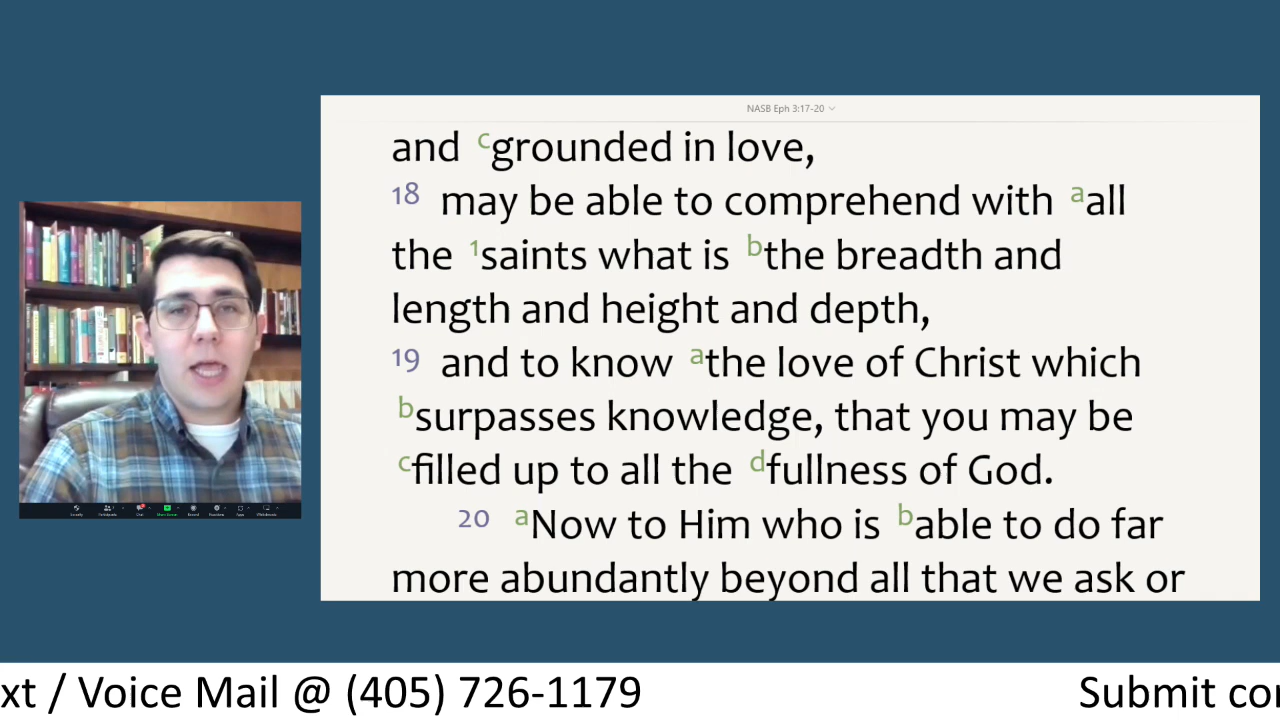 NASB Eph 3:17-20
and cgrounded in love,
18 may be able to comprehend with aall
the 1saints what is bthe breadth and
length and height and depth,
19 and to know athe love of Christ which
bsurpasses knowledge, that you may be
cfilled up to all the dfullness of God.
20 aNow to Him who is bable to do far
more abundantly beyond all that we ask or
xt / Voice Mail @ (405) 726-1179 Submit co